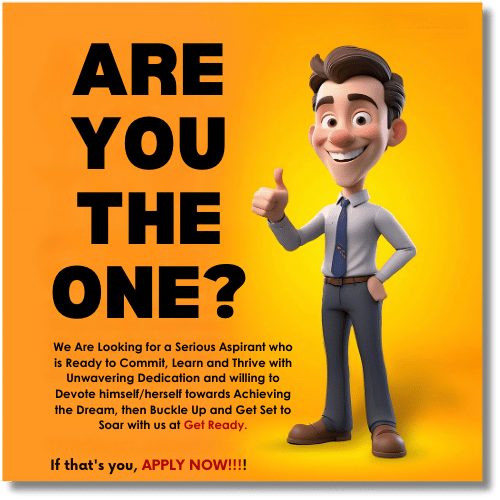 ARE
YOU
THE
ONE?
We Are Looking for a Serious Aspirant who
is Ready to Commit, Learn and Thrive with
Unwavering Dedication and willing to
Devote himself/herself towards Achieving
the Dream, then Buckle Up and Get Set to
Soar with us at Get Ready.
If that's you, APPLY NOW!!!!